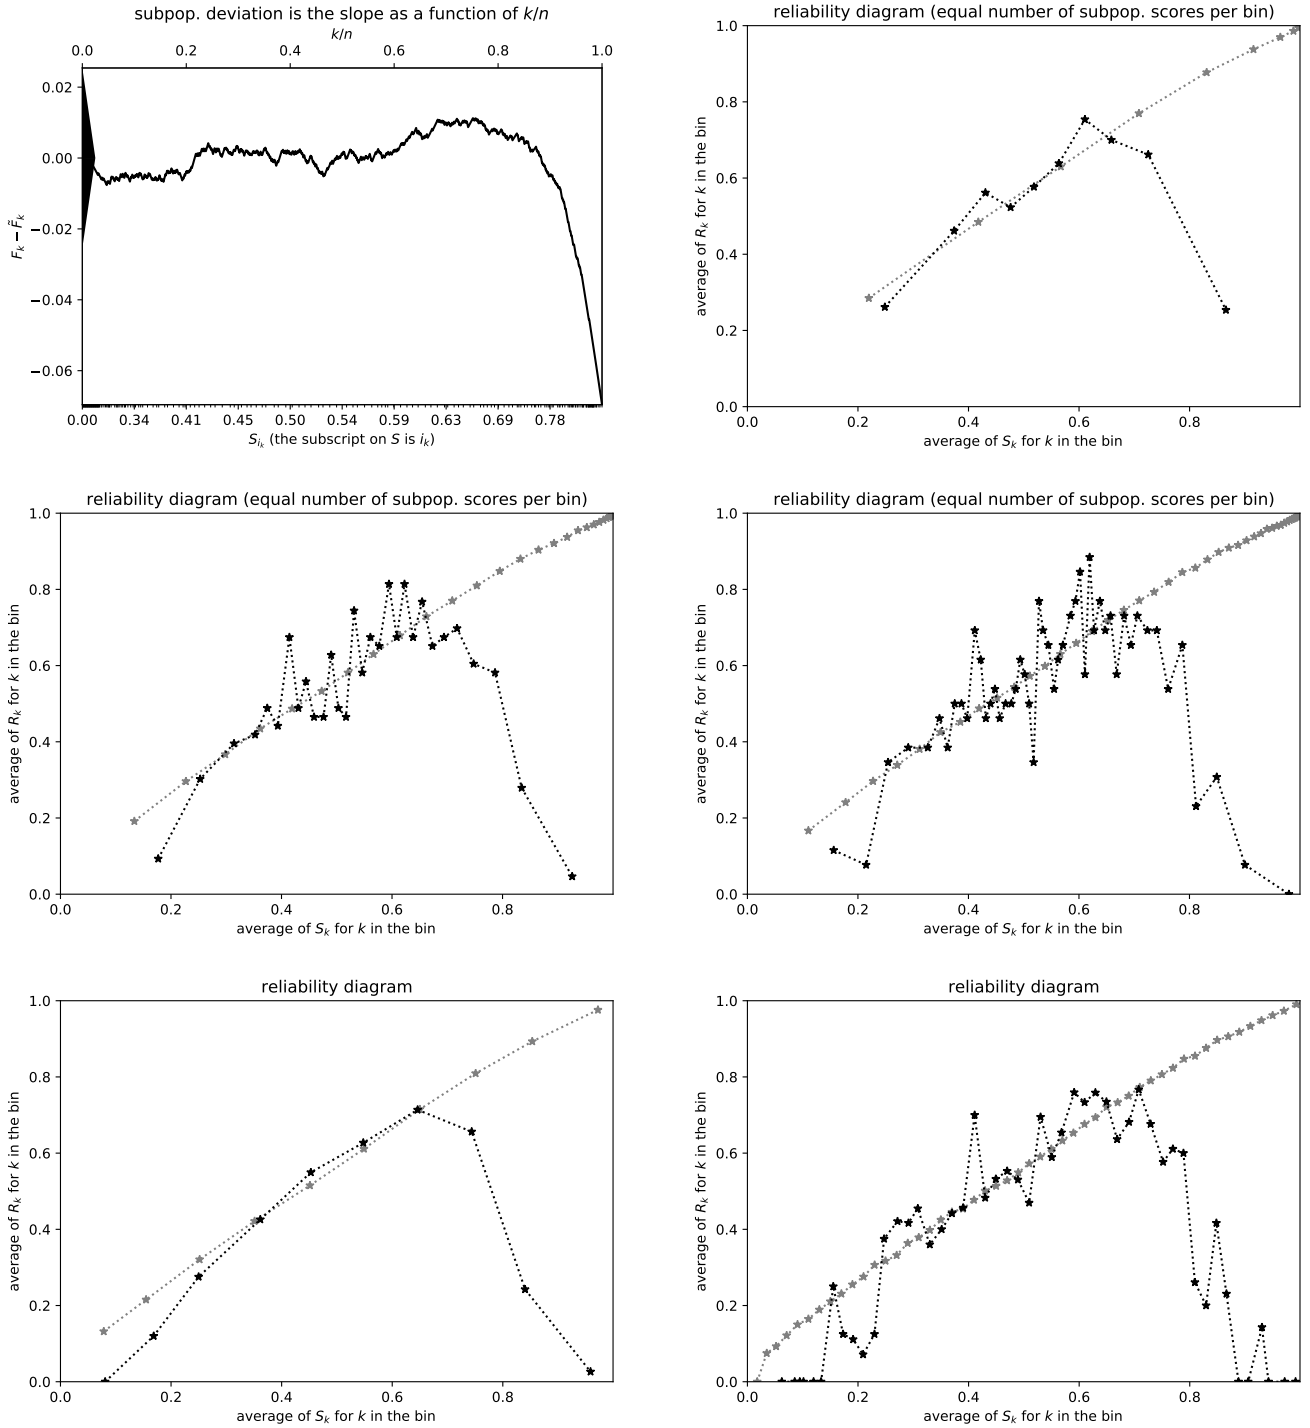 subpop. deviation is the slope as a function of k/n
k/n
0.0 0.2 0.4 0.6 0.8 1.0
0.02
0.00
−0.02
−0.04
−0.06
F_k − F̃_k
0.00 0.34 0.41 0.45 0.50 0.54 0.59 0.63 0.69 0.78
S_{i_k} (the subscript on S is i_k)
reliability diagram (equal number of subpop. scores per bin)
1.0
0.8
0.6
0.4
0.2
0.0
average of R_k for k in the bin
0.0 0.2 0.4 0.6 0.8
average of S_k for k in the bin
reliability diagram (equal number of subpop. scores per bin)
1.0
0.8
0.6
0.4
0.2
0.0
average of R_k for k in the bin
0.0 0.2 0.4 0.6 0.8
average of S_k for k in the bin
reliability diagram (equal number of subpop. scores per bin)
1.0
0.8
0.6
0.4
0.2
0.0
average of R_k for k in the bin
0.0 0.2 0.4 0.6 0.8
average of S_k for k in the bin
reliability diagram
1.0
0.8
0.6
0.4
0.2
0.0
average of R_k for k in the bin
0.0 0.2 0.4 0.6 0.8
average of S_k for k in the bin
reliability diagram
1.0
0.8
0.6
0.4
0.2
0.0
average of R_k for k in the bin
0.0 0.2 0.4 0.6 0.8
average of S_k for k in the bin